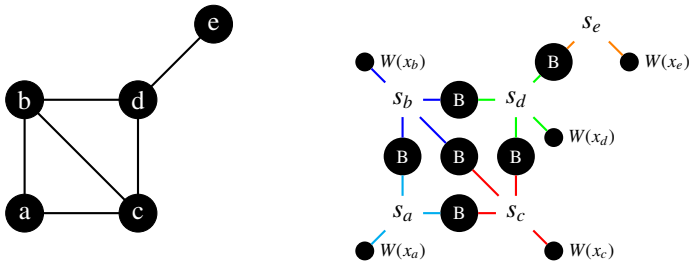 e
b d
a c
s_e
B W(x_e)
W(x_b)
s_b B s_d
W(x_d)
B B B
s_a B s_c
W(x_a) W(x_c)